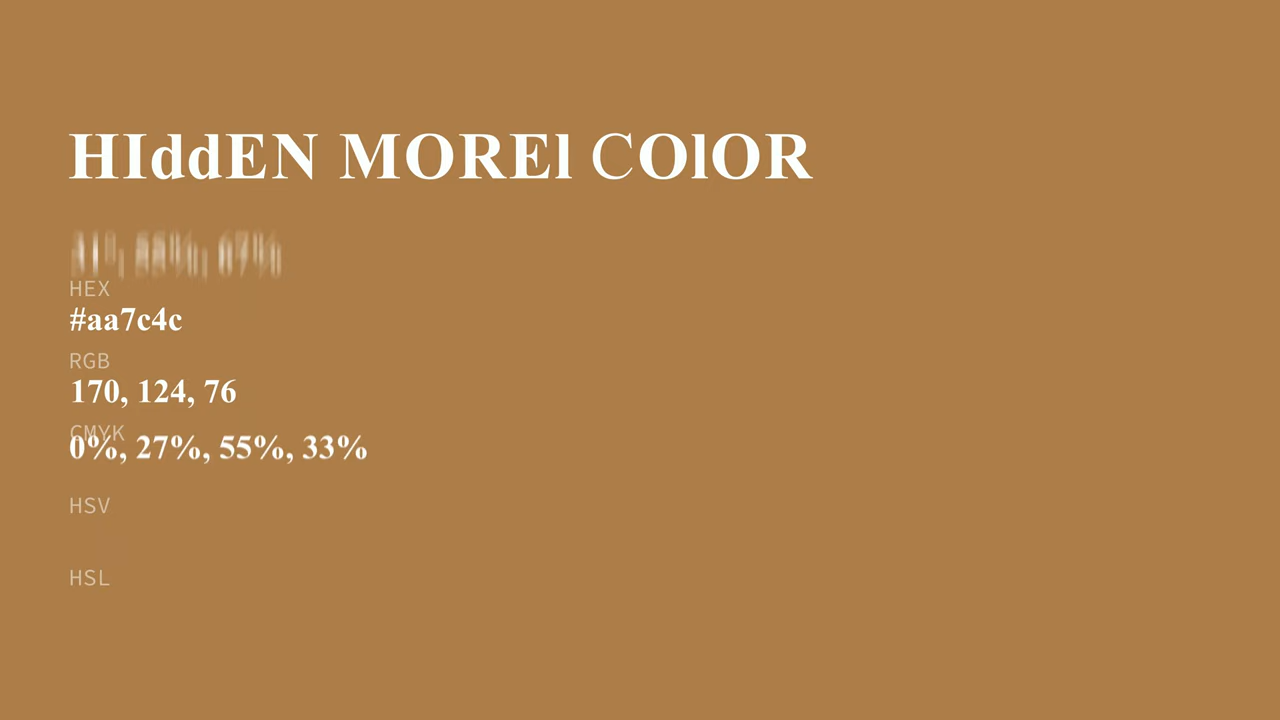 HIddEN MOREl COlOR
HEX
#aa7c4c
RGB
170, 124, 76
CMYK
0%, 27%, 55%, 33%
HSV
HSL